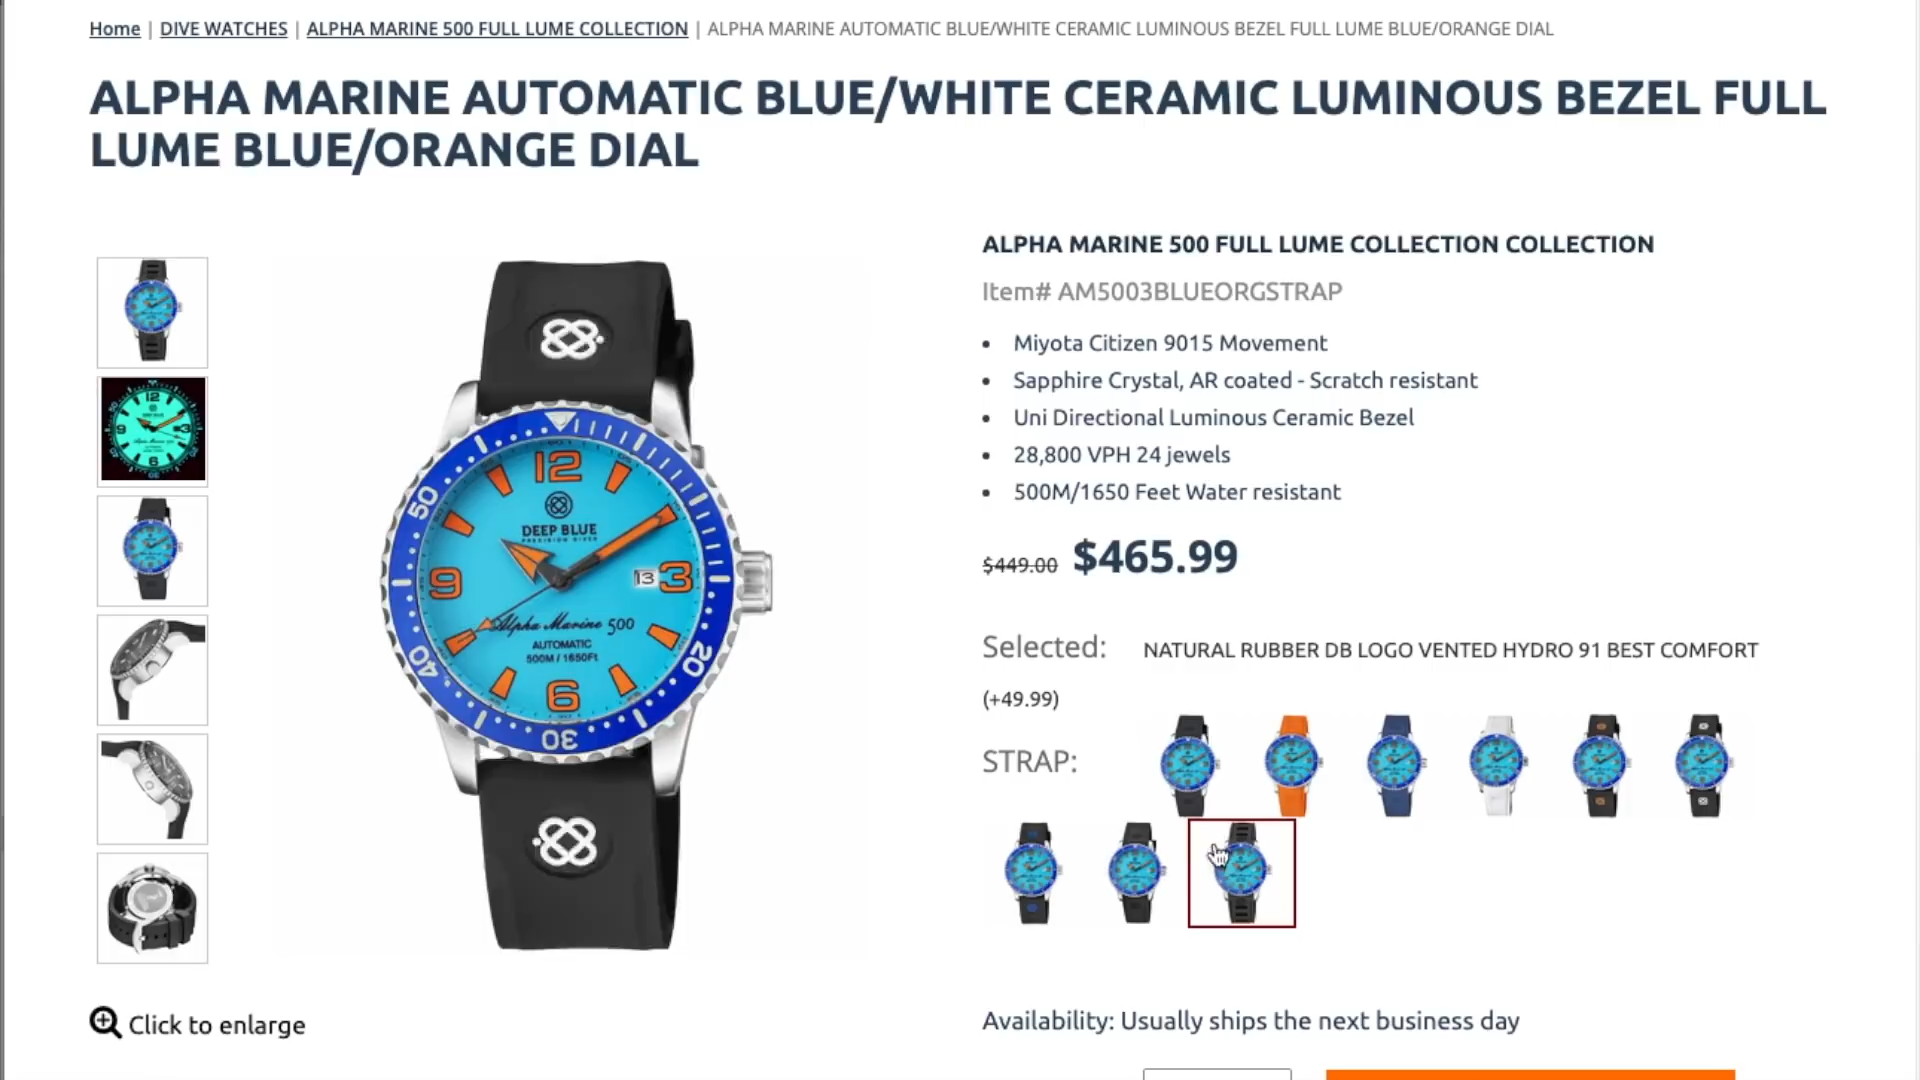 Home | DIVE WATCHES | ALPHA MARINE 500 FULL LUME COLLECTION | ALPHA MARINE AUTOMATIC BLUE/WHITE CERAMIC LUMINOUS BEZEL FULL LUME BLUE/ORANGE DIAL
ALPHA MARINE AUTOMATIC BLUE/WHITE CERAMIC LUMINOUS BEZEL FULL
LUME BLUE/ORANGE DIAL
ALPHA MARINE 500 FULL LUME COLLECTION COLLECTION
Item# AM5003BLUEORGSTRAP
• Miyota Citizen 9015 Movement
• Sapphire Crystal, AR coated - Scratch resistant
• Uni Directional Luminous Ceramic Bezel
• 28,800 VPH 24 jewels
• 500M/1650 Feet Water resistant
$449.00 $465.99
Selected: NATURAL RUBBER DB LOGO VENTED HYDRO 91 BEST COMFORT
(+49.99)
STRAP:
Availability: Usually ships the next business day
12
50
DEEP BLUE
PRECISION DIVER
9
13 3
Alpha Marine 500
AUTOMATIC
500M / 1650Ft
40
20
6
30
Click to enlarge